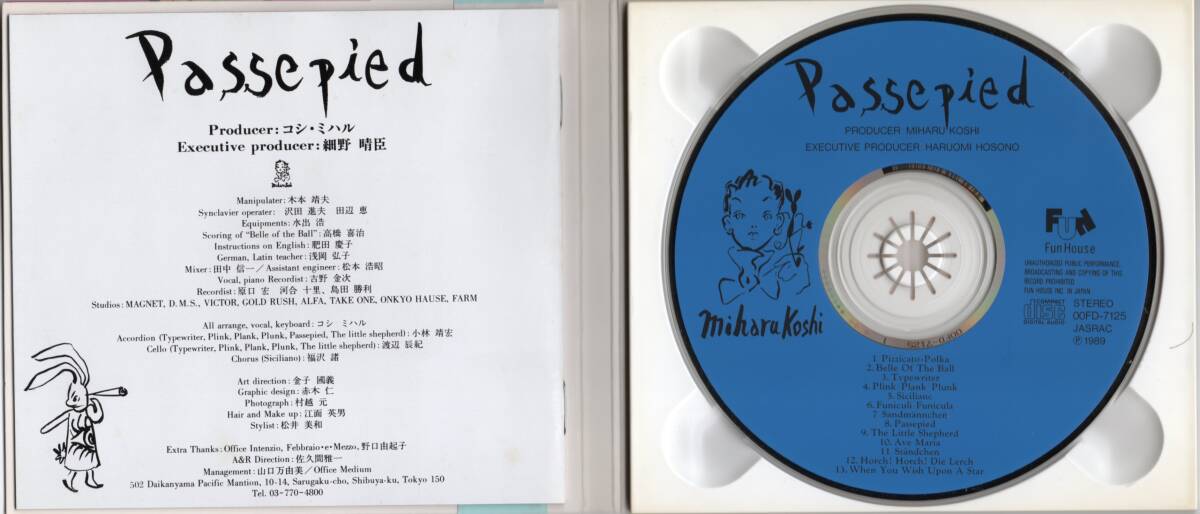 Passepied
Producer:コシ・ミハル
Executive producer:細野 晴臣
Manipulater:木本 靖夫
Synclavier operater: 沢田 進夫 田辺 恵
Equipments:水出 浩
Scoring of "Belle of the Ball":高橋 喜治
Instructions on English:肥田 慶子
German, Latin teacher:浅岡 弘子
Mixer:田中 信一/Assistant engineer:松本 浩昭
Vocal, piano Recordist:吉野 金次
Recordist:原口 宏 河合 十里、島田 勝利
Studios:MAGNET, D.M.S., VICTOR, GOLD RUSH, ALFA, TAKE ONE, ONKYO HAUSE, FARM
All arrange, vocal, keyboard:コシ ミハル
Accordion (Typewriter, Plink, Plank, Plunk, Passepied, The little shepherd):小林 靖宏
Cello (Typewriter, Plink, Plank, Plunk, The little shepherd):渡辺 辰紀
Chorus (Siciliano):福沢 諸
Art direction:金子 國義
Graphic design:赤木 仁
Photograph:村越 元
Hair and Make up:江面 英男
Stylist:松井 美和
Extra Thanks:Office Intenzio, Febbraio・e・Mezzo, 野口由起子
A&R Direction:佐久間雅一
Management:山口万由美/Office Medium
502 Daikanyama Pacific Mantion, 10-14, Sarugaku-cho, Shibuya-ku, Tokyo 150
Tel. 03-770-4800
Passepied
PRODUCER MIHARU KOSHI
EXECUTIVE PRODUCER HARUOMI HOSONO
miharu Koshi
FUN
Fun House
UNAUTHORIZED PUBLIC PERFORMANCE,
BROADCASTING AND COPYING OF THIS
RECORD PROHIBITED
FUN HOUSE INC. IN JAPAN
COMPACT
disc
DIGITAL AUDIO
STEREO
00FD-7125
JASRAC
℗ 1989
00FD-7125 1
1. Pizzicato-Polka
2. Belle Of The Ball
3. Typewriter
4. Plink Plank Plunk
5. Siciliano
6. Funiculi Funicula
7. Sandmännchen
8. Passepied
9. The Little Shepherd
10. Ave Maria
11. Ständchen
12. Horch! Horch! Die Lerch
13. When You Wish Upon A Star